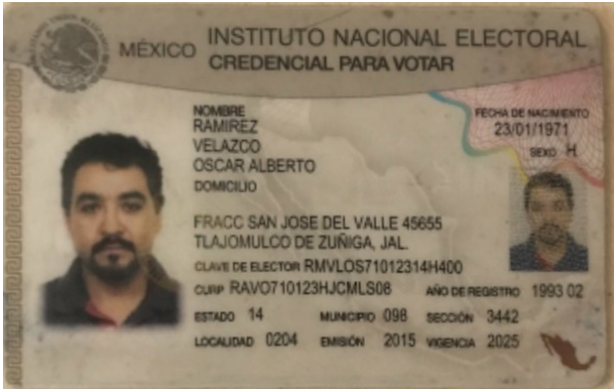 MÉXICO
INSTITUTO NACIONAL ELECTORAL
CREDENCIAL PARA VOTAR
NOMBRE
RAMIREZ
VELAZCO
OSCAR ALBERTO
DOMICILIO
FRACC SAN JOSE DEL VALLE 45655
TLAJOMULCO DE ZUÑIGA, JAL.
FECHA DE NACIMIENTO
23/01/1971
SEXO H
CLAVE DE ELECTOR RMVLOS71012314H400
CURP RAVO710123HJCMLS08 AÑO DE REGISTRO 1993 02
ESTADO 14 MUNICIPIO 098 SECCIÓN 3442
LOCALIDAD 0204 EMISIÓN 2015 VIGENCIA 2025